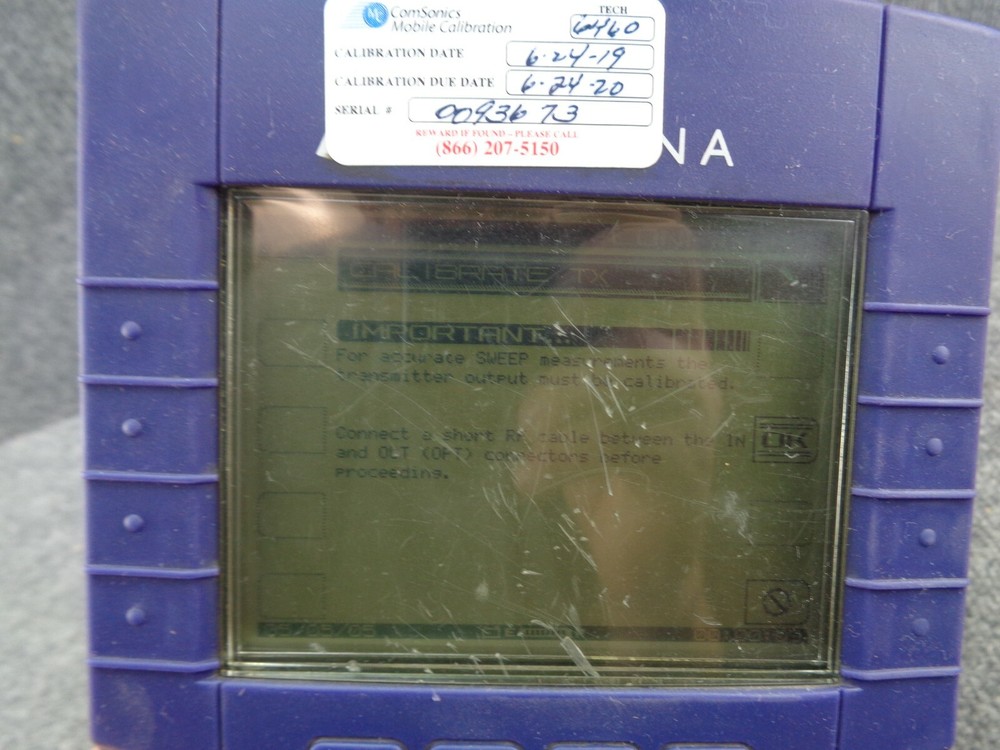 MC ComSonics
Mobile Calibration
TECH
6460
CALIBRATION DATE 6-24-19
CALIBRATION DUE DATE 6-24-20
SERIAL # 0093673
REWARD IF FOUND - PLEASE CALL
(866) 207-5150
NA
CALIBRATE TX
IMPORTANT...
For accurate SWEEP measurements the
transmitter output must be calibrated.
Connect a short RF cable between the IN
and OUT (OPT) connectors before
proceeding.
OK